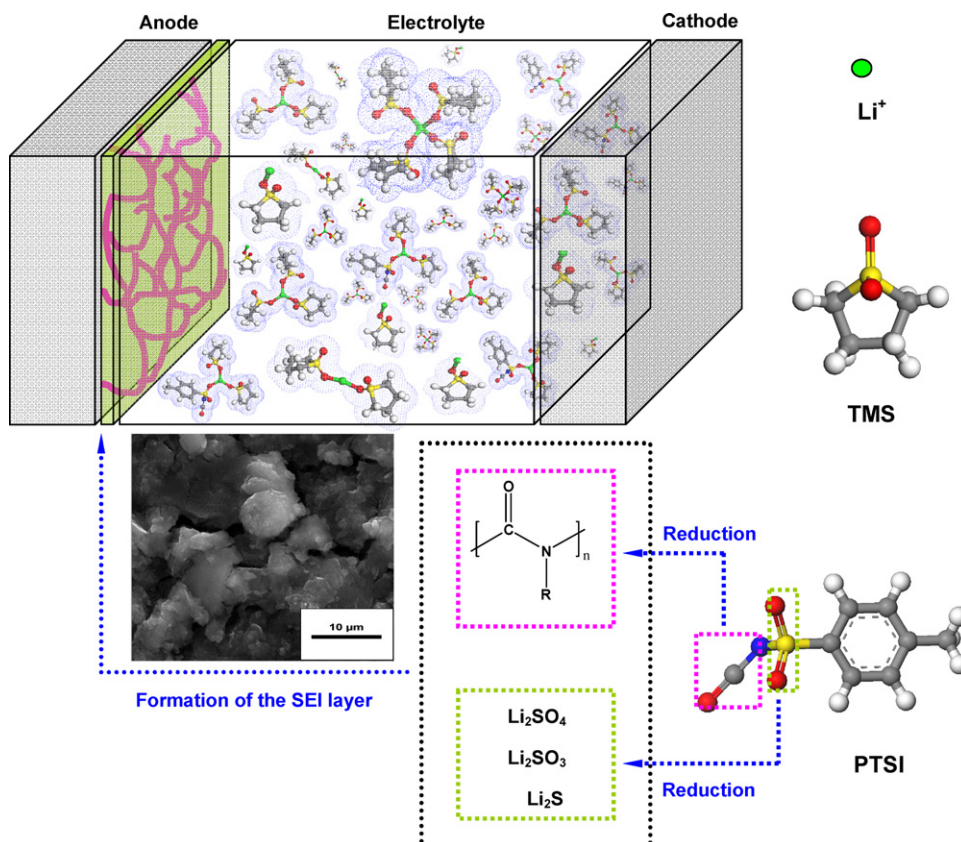 Anode
Electrolyte
Cathode
Li⁺
TMS
10 µm
Formation of the SEI layer
O
C
N
n
R
Reduction
Li₂SO₄
Li₂SO₃
Li₂S
Reduction
PTSI